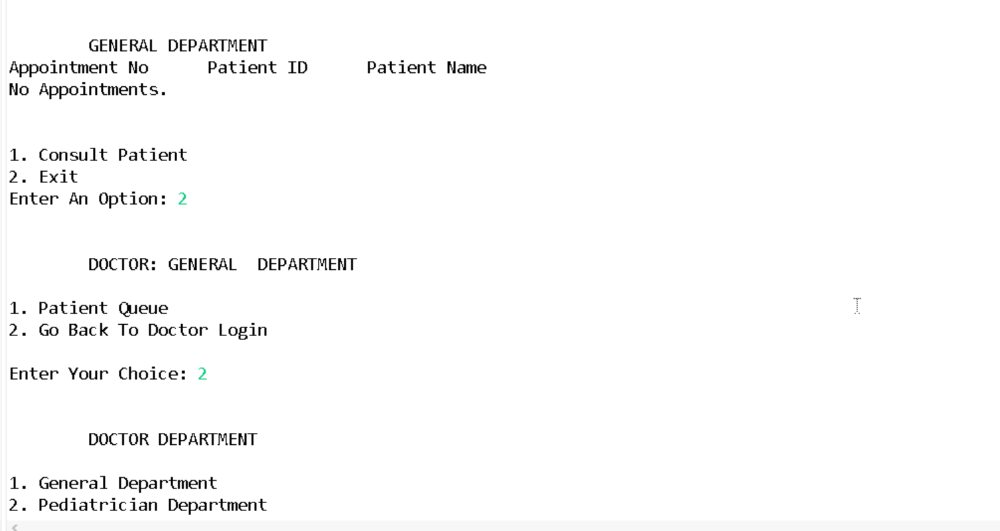 GENERAL DEPARTMENT
Appointment No      Patient ID      Patient Name
No Appointments.
1. Consult Patient
2. Exit
Enter An Option: 2
DOCTOR: GENERAL  DEPARTMENT
1. Patient Queue
2. Go Back To Doctor Login
Enter Your Choice: 2
DOCTOR DEPARTMENT
1. General Department
2. Pediatrician Department